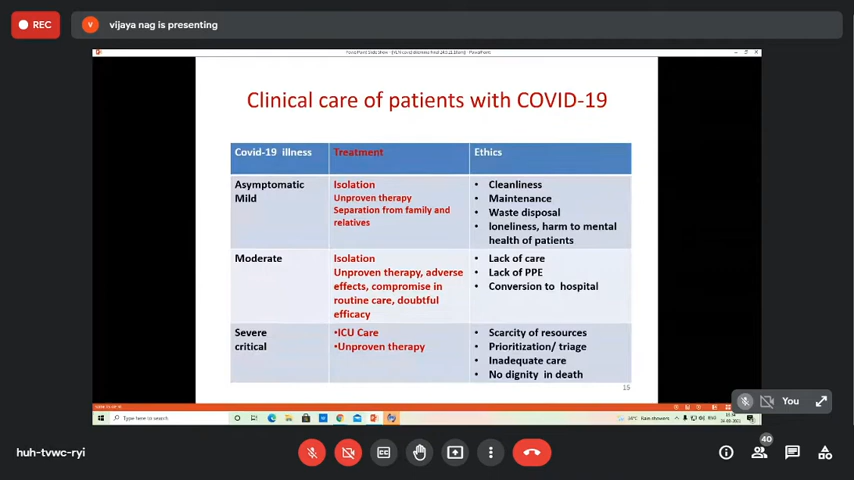 REC
V
vijaya nag is presenting
Clinical care of patients with COVID-19
Covid-19 illness
Treatment
Ethics
Asymptomatic
Mild
Isolation
Unproven therapy
Separation from family and
relatives
• Cleanliness
• Maintenance
• Waste disposal
• loneliness, harm to mental
health of patients
Moderate
Isolation
Unproven therapy, adverse
effects, compromise in
routine care, doubtful
efficacy
• Lack of care
• Lack of PPE
• Conversion to hospital
Severe
critical
•ICU Care
•Unproven therapy
• Scarcity of resources
• Prioritization/ triage
• Inadequate care
• No dignity in death
15
You
Type here to search
Rain showers
huh-tvwc-ryi
40